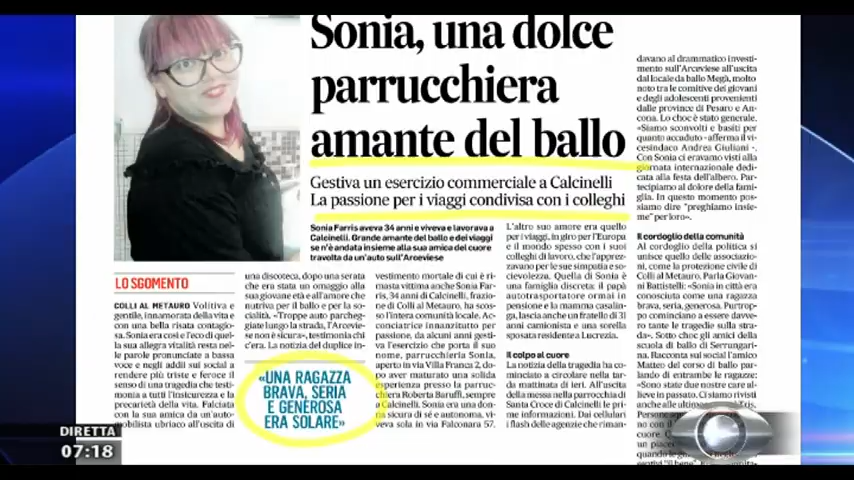 Sonia, una dolce
parrucchiera
amante del ballo
Gestiva un esercizio commerciale a Calcinelli
La passione per i viaggi condivisa con i colleghi
Sonia Farris aveva 34 anni e viveva e lavorava a
Calcinelli. Grande amante del ballo e dei viaggi
se n'è andata insieme alla sua amica del cuore
travolta da un'auto sull'Arceviese
LO SGOMENTO
COLLI AL METAURO Volitiva e
gentile, innamorata della vita e
con una bella risata contagio-
sa. Sonia era così e l'eco di quel-
la sua allegra vitalità resta nel-
le parole pronunciate a bassa
voce e negli addii sui social a
rendere più triste e feroce il
senso di una tragedia che testi-
monia a tutti l'insicurezza e la
precarietà della vita. Falciata
con la sua amica da un'auto-
mobilista ubriaco all'uscita di
una discoteca, dopo una serata
che era stata un omaggio alla
sua giovane età e all'amore che
nutriva per il ballo e per la so-
cialità. «Troppe auto parcheg-
giate lungo la strada, l'Arcevie-
se non è sicura», testimonia chi
c'era. La notizia del duplice in-
«UNA RAGAZZA
BRAVA, SERIA
E GENEROSA
ERA SOLARE»
vestimento mortale di cui è ri-
masta vittima anche Sonia Far-
ris, 34 anni di Calcinelli, frazio-
ne di Colli al Metauro, ha scos-
so l'intera comunità locale. Ac-
conciatrice innanzitutto per
passione, da alcuni anni gesti-
va l'esercizio che porta il suo
nome, parrucchieria Sonia,
aperto in via Villa Franca 2, do-
po aver maturato una solida
esperienza presso la parruc-
chiera Roberta Baruffi, sempre
a Calcinelli. Sonia era una don-
na sicura di sé e autonoma, vi-
veva sola in via Falconara 57.
L'altro suo amore era quello
per i viaggi, in giro per l'Europa
e il mondo spesso con i suoi
colleghi di lavoro, che l'apprez-
zavano per le sue simpatia e so-
cievolezza. Quella di Sonia è
una famiglia discreta: il papà
autotrasportatore ormai in pen-
sione e la mamma casalinga,
lascia anche un fratello di 31
anni camionista e una sorella
sposata residente a Lucrezia.
Il colpo al cuore
La notizia della tragedia ha co-
minciato a circolare nella tar-
da mattinata di ieri. All'uscita
della messa nella parrocchia di
Santa Croce di Calcinelli le pri-
me informazioni. Dai cellulari
i flash delle agenzie che riman-
davano al drammatico investi-
mento sull'Arceviese all'uscita
dal locale da ballo Megà, molto
noto tra le comitive dei giovani
e degli adolescenti provenienti
dalle province di Pesaro e An-
cona. Lo choc è stato generale.
«Siamo sconvolti e basiti per
quanto accaduto - afferma il vi-
cesindaco Andrea Giuliani -.
Con Sonia ci eravamo visti alla
giornata internazionale dedi-
cata alla festa dell'albero. Par-
tecipiamo al dolore della fami-
glia. In questo momento pos-
siamo dire "preghiamo insie-
me" per loro».
Il cordoglio della comunità
Al cordoglio della politica si
unisce quello delle associazio-
ni, come la protezione civile di
Colli al Metauro. Parla Giovan-
ni Battistelli: «Sonia in città era
conosciuta come una ragazza
brava, seria, generosa. Purtrop-
po cominciano a essere davve-
ro tante le tragedie sulla stra-
da». Sotto choc gli amici della
scuola di ballo di Serrungari-
na. Racconta sui social l'amico
Matteo del corso di ballo par-
lando di entrambe le ragazze:
«Sono state due nostre care al-
lieve in passato. Ci siamo rivisti
anche alle ultime
cuore.
DIRETTA
07:18